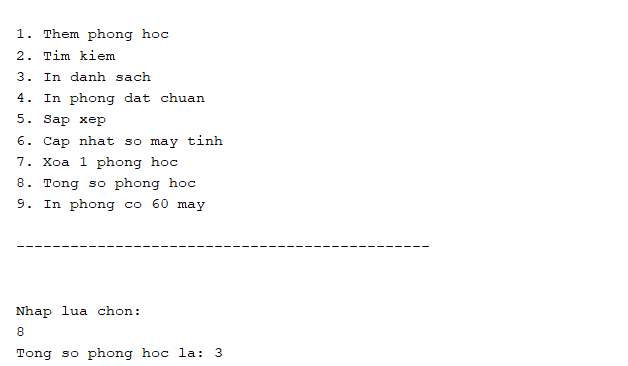 1. Them phong hoc
2. Tim kiem
3. In danh sach
4. In phong dat chuan
5. Sap xep
6. Cap nhat so may tinh
7. Xoa 1 phong hoc
8. Tong so phong hoc
9. In phong co 60 may
----------------------------------------------
Nhap lua chon:
8
Tong so phong hoc la: 3